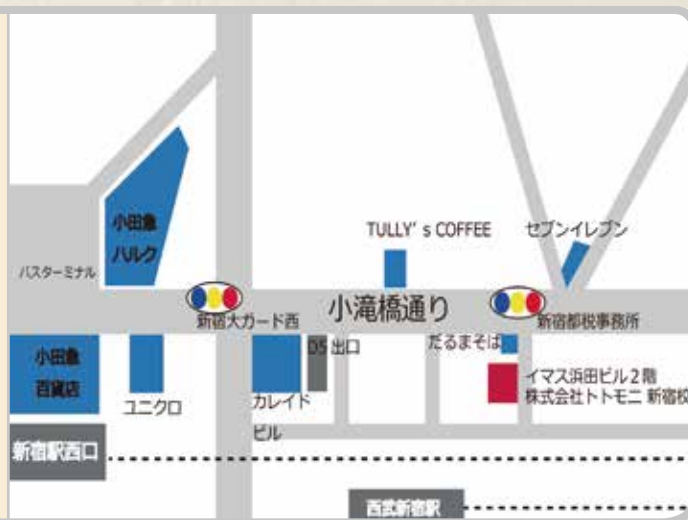 小田急
ハルク
バスターミナル
TULLY’s COFFEE
セブンイレブン
新宿大ガード西
小滝橋通り
新宿都税事務所
小田急
百貨店
ユニクロ
カレイド
ビル
D5 出口
だるまそば
イマス浜田ビル2階
株式会社トトモニ 新宿校
新宿駅西口
西武新宿駅